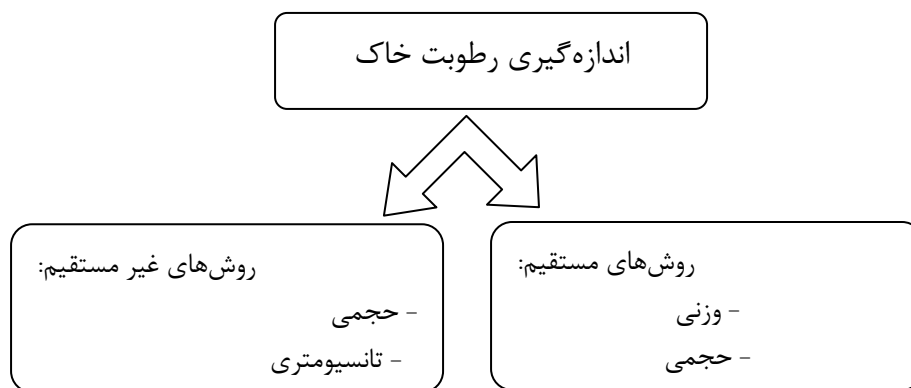 اندازه‌گیری رطوبت خاک
روش‌های مستقیم:
- وزنی
- حجمی
روش‌های غیر مستقیم:
- حجمی
- تانسیومتری